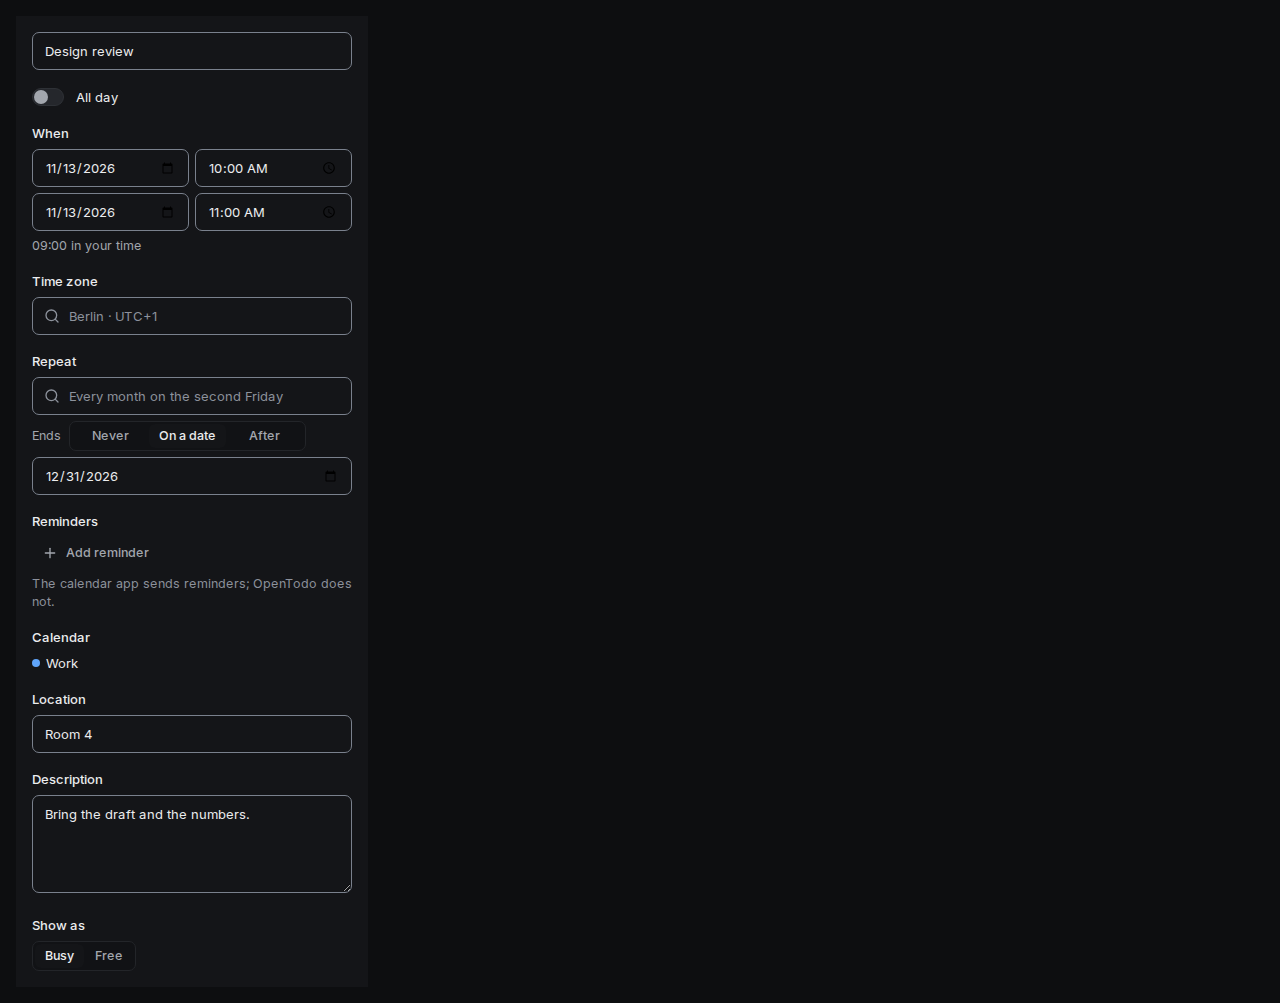 Design review
All day
When
11/13/2026 10:00 AM
11/13/2026 11:00 AM
09:00 in your time
Time zone
Berlin · UTC+1
Repeat
Every month on the second Friday
Ends Never On a date After
12/31/2026
Reminders
Add reminder
The calendar app sends reminders; OpenTodo does
not.
Calendar
Work
Location
Room 4
Description
Bring the draft and the numbers.
Show as
Busy Free